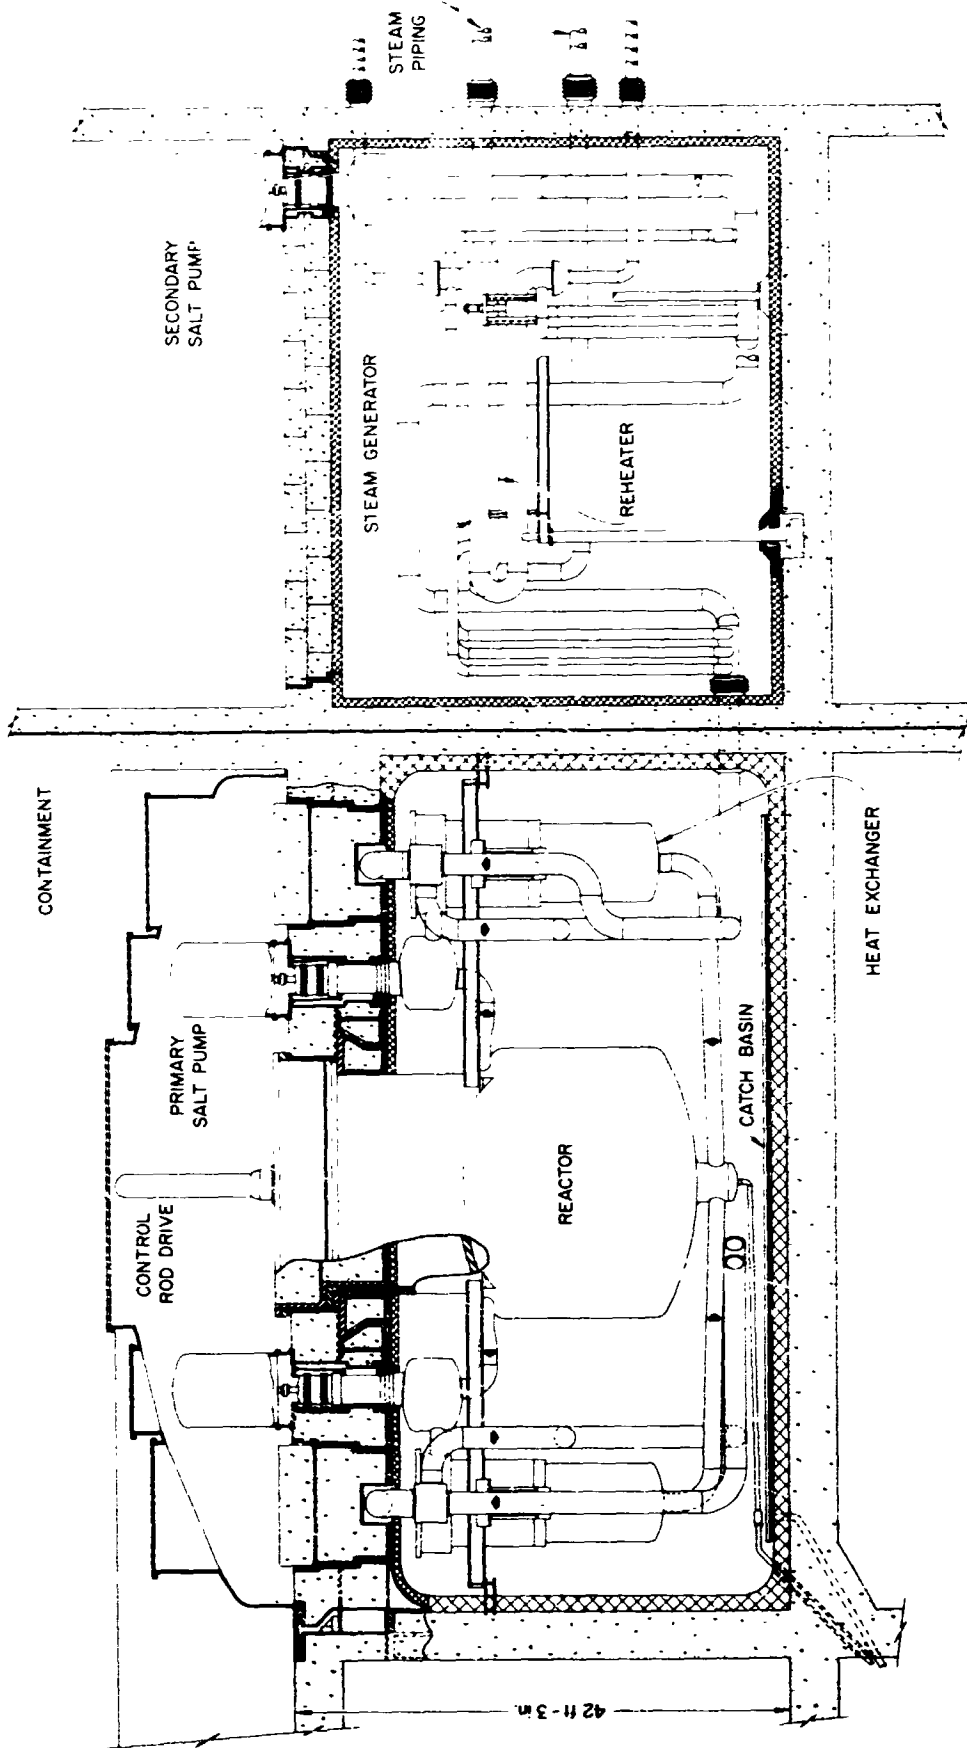 CONTAINMENT
PRIMARY
SALT PUMP
CONTROL
ROD DRIVE
SECONDARY
SALT PUMP
STEAM
PIPING
STEAM GENERATOR
REHEATER
REACTOR
CATCH BASIN
HEAT EXCHANGER
42 ft-3 in.